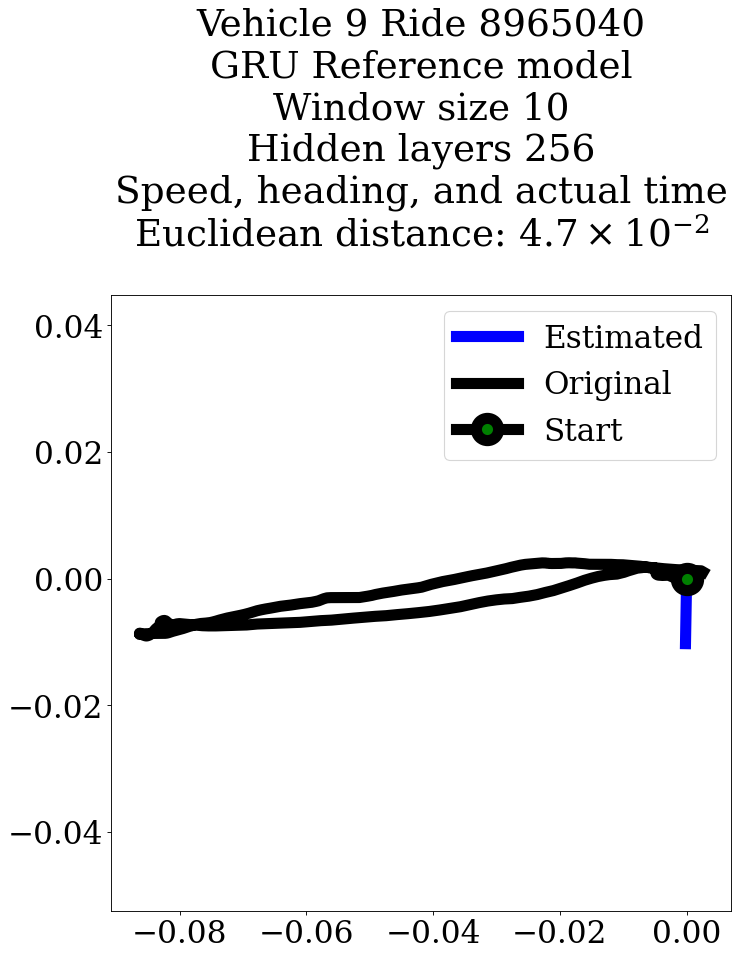 Vehicle 9 Ride 8965040
GRU Reference model
Window size 10
Hidden layers 256
Speed, heading, and actual time
Euclidean distance: 4.7 × 10⁻²
Estimated
Original
Start
0.04
0.02
0.00
−0.02
−0.04
−0.08 −0.06 −0.04 −0.02 0.00